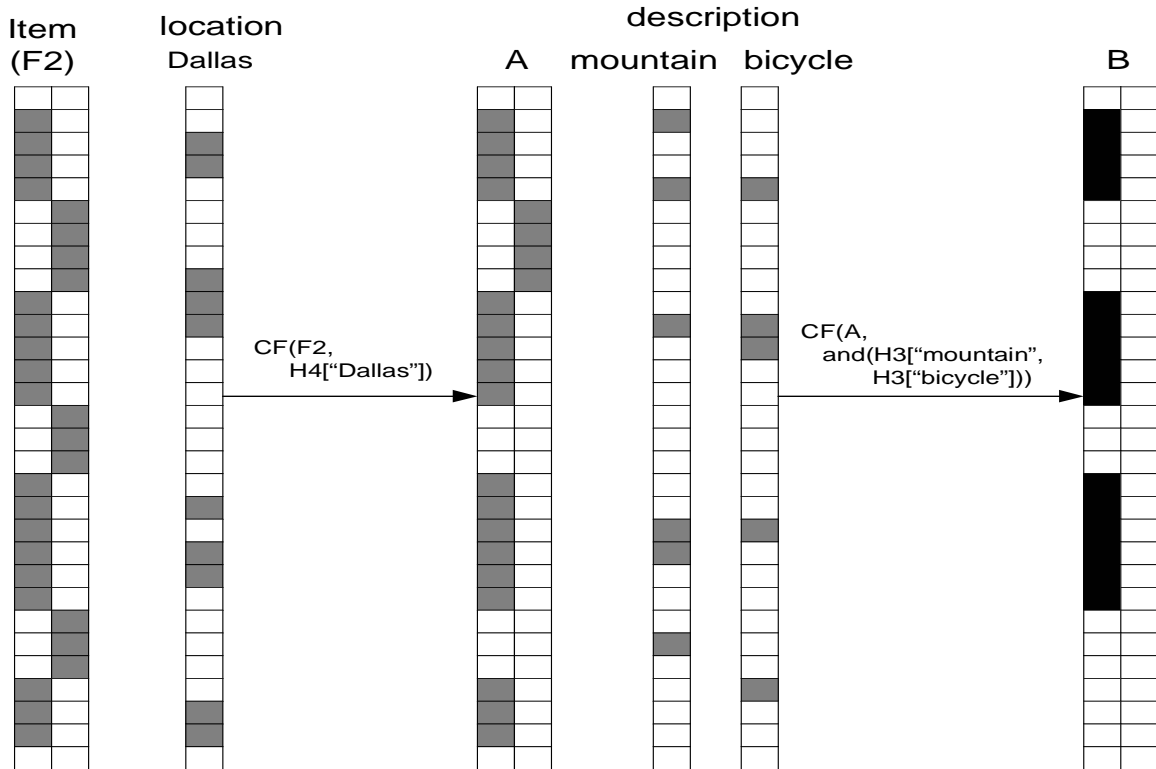 Item
(F2)
location
Dallas
A
description
mountain bicycle
B
CF(F2,
H4[“Dallas”])
CF(A,
and(H3[“mountain”,
H3[“bicycle”]))